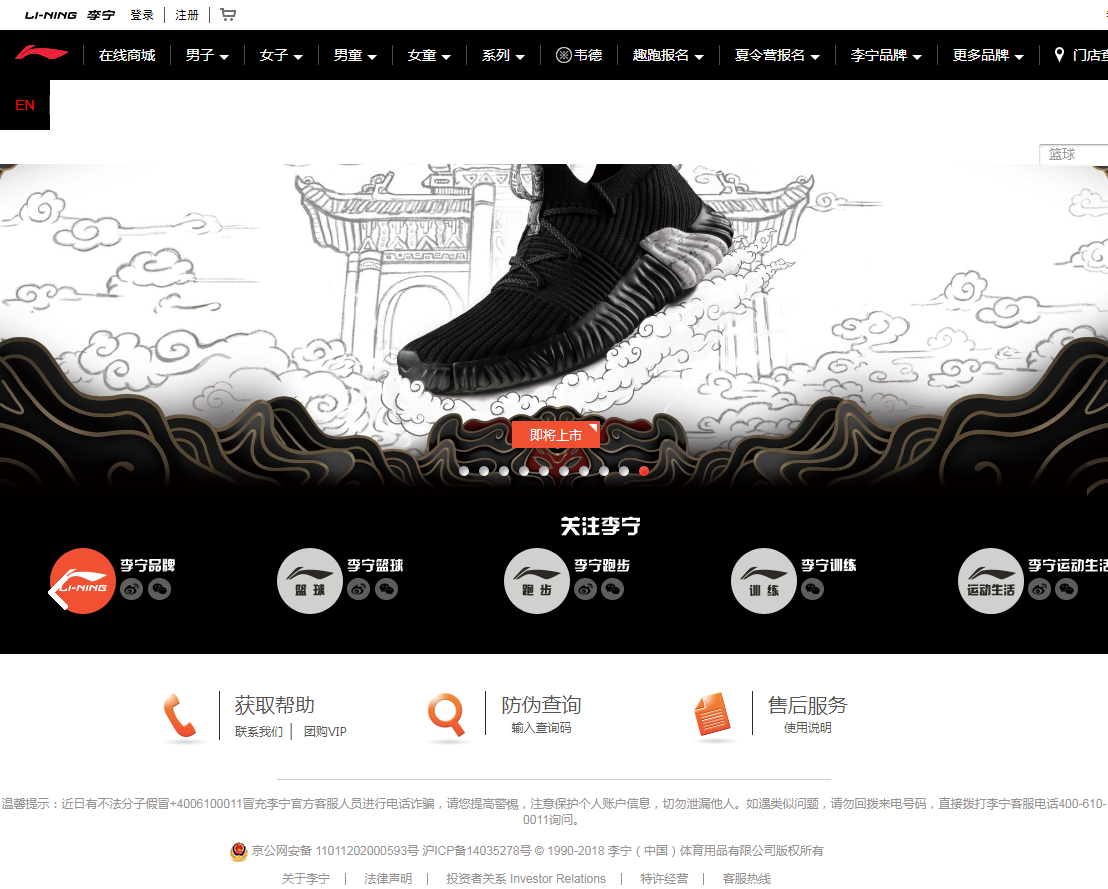 LI-NING 李宁 登录 注册
在线商城 男子 女子 男童 女童 系列 韦德 趣跑报名 夏令营报名 李宁品牌 更多品牌 门店查
EN
篮球
即将上市
关注李宁
LI-NING 李宁品牌 篮球 李宁篮球 跑步 李宁跑步 训练 李宁训练 运动生活 李宁运动生活
获取帮助 防伪查询 售后服务
联系我们 团购VIP 输入查询码 使用说明
温馨提示：近日有不法分子假冒+4006100011冒充李宁官方客服人员进行电话诈骗，请您提高警惕，注意保护个人账户信息，切勿泄漏他人。如遇类似问题，请勿回拨来电号码，直接拨打李宁客服电话400-610-
0011询问。
京公网安备 11011202000593号 沪ICP备14035278号 © 1990-2018 李宁（中国）体育用品有限公司版权所有
关于李宁 | 法律声明 | 投资者关系 Investor Relations | 特许经营 | 客服热线